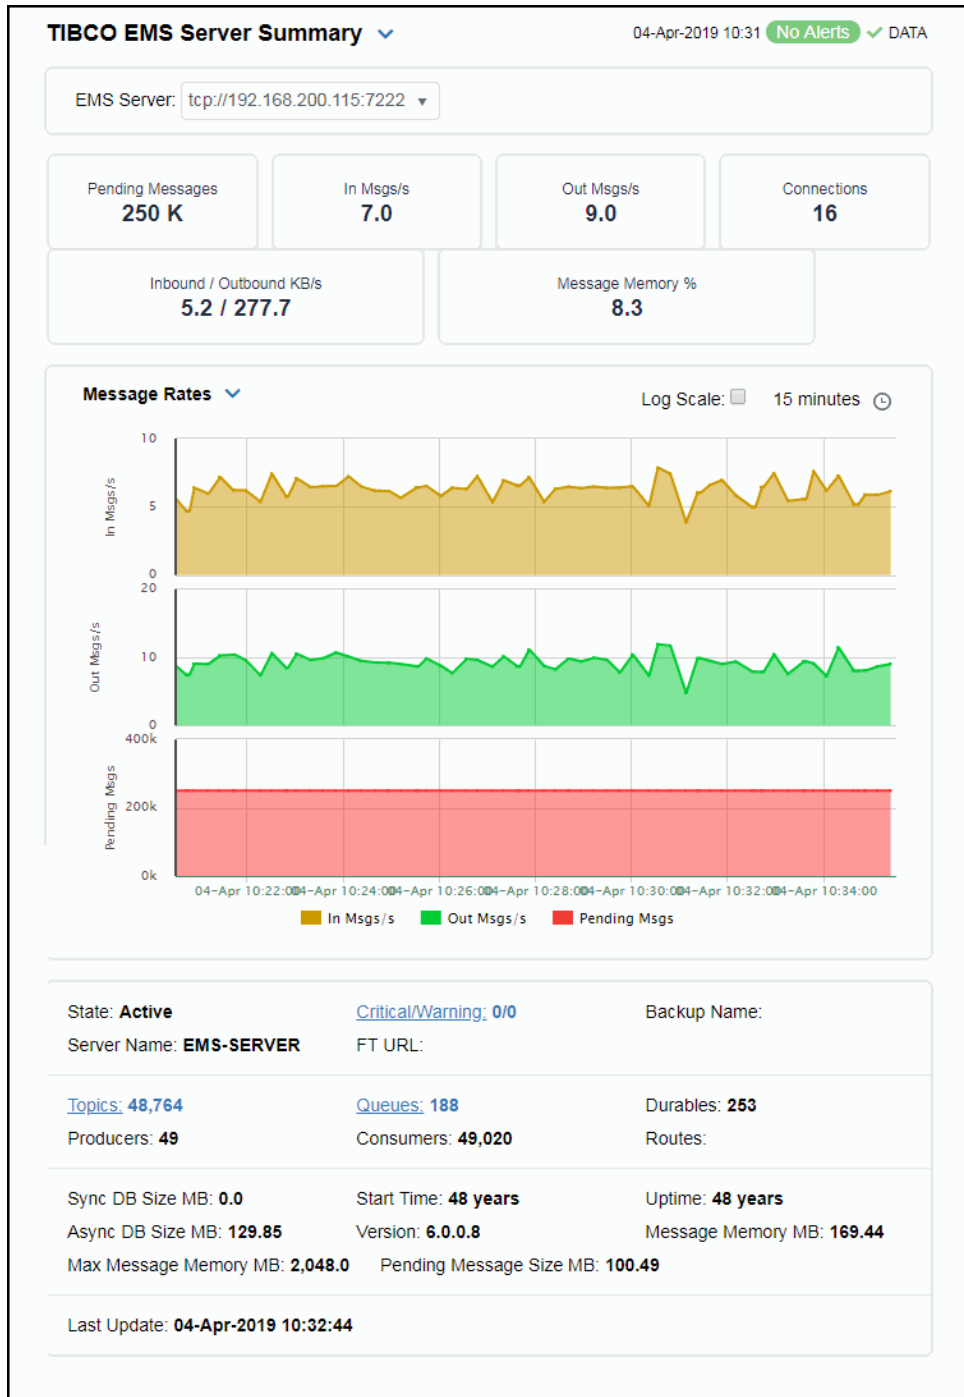 TIBCO EMS Server Summary 04-Apr-2019 10:31 No Alerts DATA
EMS Server: tcp://192.168.200.115:7222
Pending Messages In Msgs/s Out Msgs/s Connections
250 K 7.0 9.0 16
Inbound / Outbound KB/s Message Memory %
5.2 / 277.7 8.3
Message Rates Log Scale: 15 minutes
10
In Msgs/s
5
0
20
Out Msgs/s
10
0
400k
Pending Msgs
200k
0k
04-Apr 10:22:00 04-Apr 10:24:00 04-Apr 10:26:00 04-Apr 10:28:00 04-Apr 10:30:00 04-Apr 10:32:00 04-Apr 10:34:00
In Msgs/s Out Msgs/s Pending Msgs
State: Active Critical/Warning: 0/0 Backup Name:
Server Name: EMS-SERVER FT URL:
Topics: 48,764 Queues: 188 Durables: 253
Producers: 49 Consumers: 49,020 Routes:
Sync DB Size MB: 0.0 Start Time: 48 years Uptime: 48 years
Async DB Size MB: 129.85 Version: 6.0.0.8 Message Memory MB: 169.44
Max Message Memory MB: 2,048.0 Pending Message Size MB: 100.49
Last Update: 04-Apr-2019 10:32:44